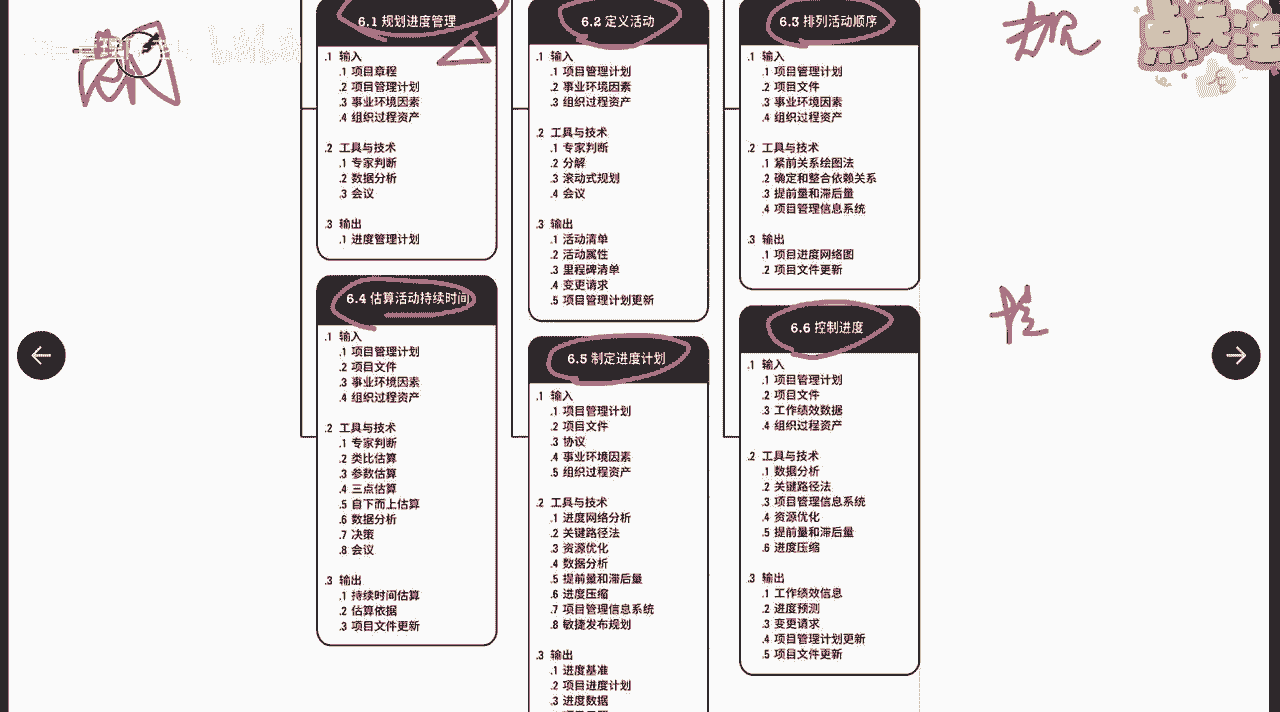 点关注
6.1 规划进度管理
.1 输入
.1 项目章程
.2 项目管理计划
.3 事业环境因素
.4 组织过程资产
.2 工具与技术
.1 专家判断
.2 数据分析
.3 会议
.3 输出
.1 进度管理计划
6.2 定义活动
.1 输入
.1 项目管理计划
.2 事业环境因素
.3 组织过程资产
.2 工具与技术
.1 专家判断
.2 分解
.3 滚动式规划
.4 会议
.3 输出
.1 活动清单
.2 活动属性
.3 里程碑清单
.4 变更请求
.5 项目管理计划更新
6.3 排列活动顺序
.1 输入
.1 项目管理计划
.2 项目文件
.3 事业环境因素
.4 组织过程资产
.2 工具与技术
.1 紧前关系绘图法
.2 确定和整合依赖关系
.3 提前量和滞后量
.4 项目管理信息系统
.3 输出
.1 项目进度网络图
.2 项目文件更新
6.4 估算活动持续时间
.1 输入
.1 项目管理计划
.2 项目文件
.3 事业环境因素
.4 组织过程资产
.2 工具与技术
.1 专家判断
.2 类比估算
.3 参数估算
.4 三点估算
.5 自下而上估算
.6 数据分析
.7 决策
.8 会议
.3 输出
.1 持续时间估算
.2 估算依据
.3 项目文件更新
6.5 制定进度计划
.1 输入
.1 项目管理计划
.2 项目文件
.3 协议
.4 事业环境因素
.5 组织过程资产
.2 工具与技术
.1 进度网络分析
.2 关键路径法
.3 资源优化
.4 数据分析
.5 提前量和滞后量
.6 进度压缩
.7 项目管理信息系统
.8 敏捷发布规划
.3 输出
.1 进度基准
.2 项目进度计划
.3 进度数据
6.6 控制进度
.1 输入
.1 项目管理计划
.2 项目文件
.3 工作绩效数据
.4 组织过程资产
.2 工具与技术
.1 数据分析
.2 关键路径法
.3 项目管理信息系统
.4 资源优化
.5 提前量和滞后量
.6 进度压缩
.3 输出
.1 工作绩效信息
.2 进度预测
.3 变更请求
.4 项目管理计划更新
.5 项目文件更新